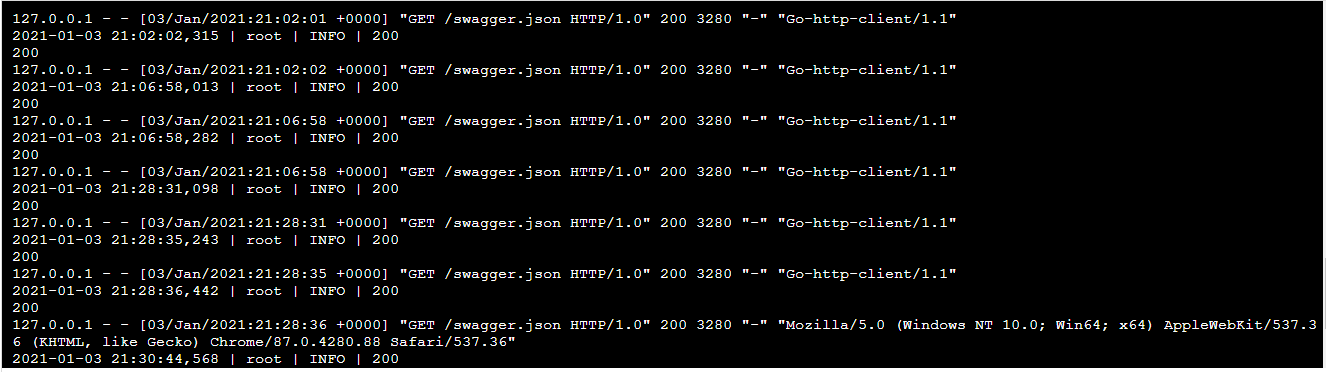 127.0.0.1 - - [03/Jan/2021:21:02:01 +0000] "GET /swagger.json HTTP/1.0" 200 3280 "-" "Go-http-client/1.1"
2021-01-03 21:02:02,315 | root | INFO | 200
200
127.0.0.1 - - [03/Jan/2021:21:02:02 +0000] "GET /swagger.json HTTP/1.0" 200 3280 "-" "Go-http-client/1.1"
2021-01-03 21:06:58,013 | root | INFO | 200
200
127.0.0.1 - - [03/Jan/2021:21:06:58 +0000] "GET /swagger.json HTTP/1.0" 200 3280 "-" "Go-http-client/1.1"
2021-01-03 21:06:58,282 | root | INFO | 200
200
127.0.0.1 - - [03/Jan/2021:21:06:58 +0000] "GET /swagger.json HTTP/1.0" 200 3280 "-" "Go-http-client/1.1"
2021-01-03 21:28:31,098 | root | INFO | 200
200
127.0.0.1 - - [03/Jan/2021:21:28:31 +0000] "GET /swagger.json HTTP/1.0" 200 3280 "-" "Go-http-client/1.1"
2021-01-03 21:28:35,243 | root | INFO | 200
200
127.0.0.1 - - [03/Jan/2021:21:28:35 +0000] "GET /swagger.json HTTP/1.0" 200 3280 "-" "Go-http-client/1.1"
2021-01-03 21:28:36,442 | root | INFO | 200
200
127.0.0.1 - - [03/Jan/2021:21:28:36 +0000] "GET /swagger.json HTTP/1.0" 200 3280 "-" "Mozilla/5.0 (Windows NT 10.0; Win64; x64) AppleWebKit/537.3
6 (KHTML, like Gecko) Chrome/87.0.4280.88 Safari/537.36"
2021-01-03 21:30:44,568 | root | INFO | 200